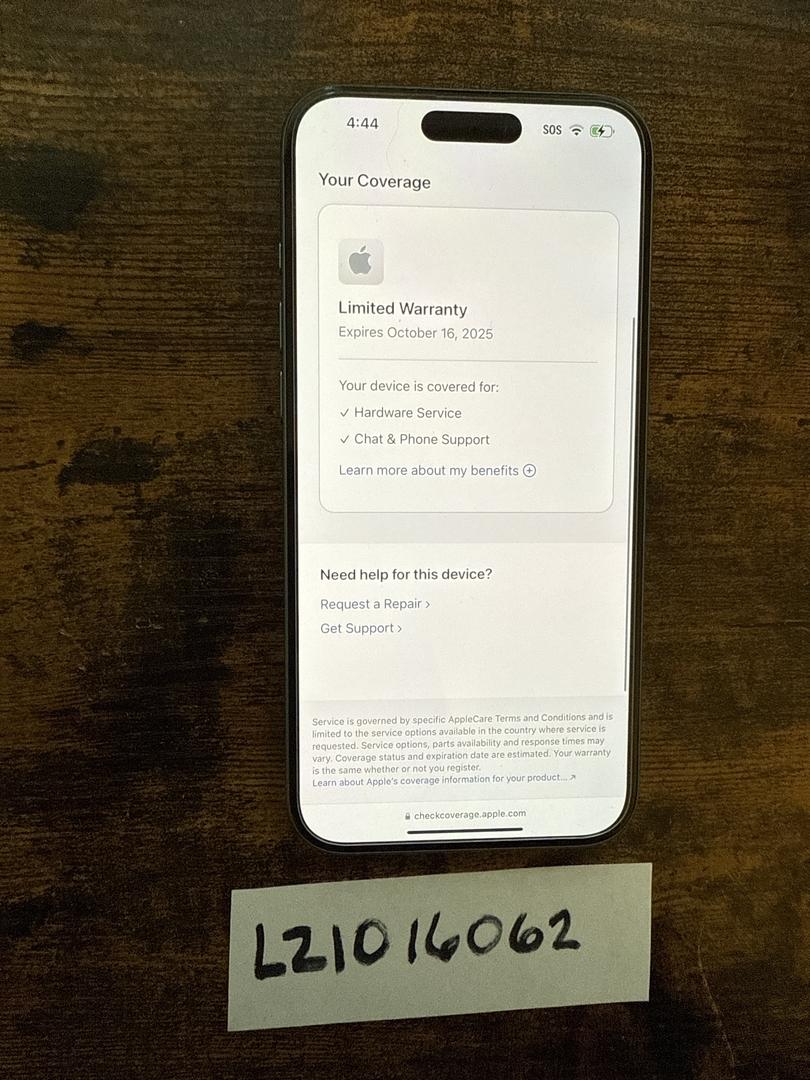 4:44 SOS
Your Coverage
Limited Warranty
Expires October 16, 2025
Your device is covered for:
✓ Hardware Service
✓ Chat & Phone Support
Learn more about my benefits
Need help for this device?
Request a Repair ›
Get Support ›
Service is governed by specific AppleCare Terms and Conditions and is
limited to the service options available in the country where service is
requested. Service options, parts availability and response times may
vary. Coverage status and expiration date are estimated. Your warranty
is the same whether or not you register.
Learn about Apple's coverage information for your product... ↗
checkcoverage.apple.com
LZ1016062